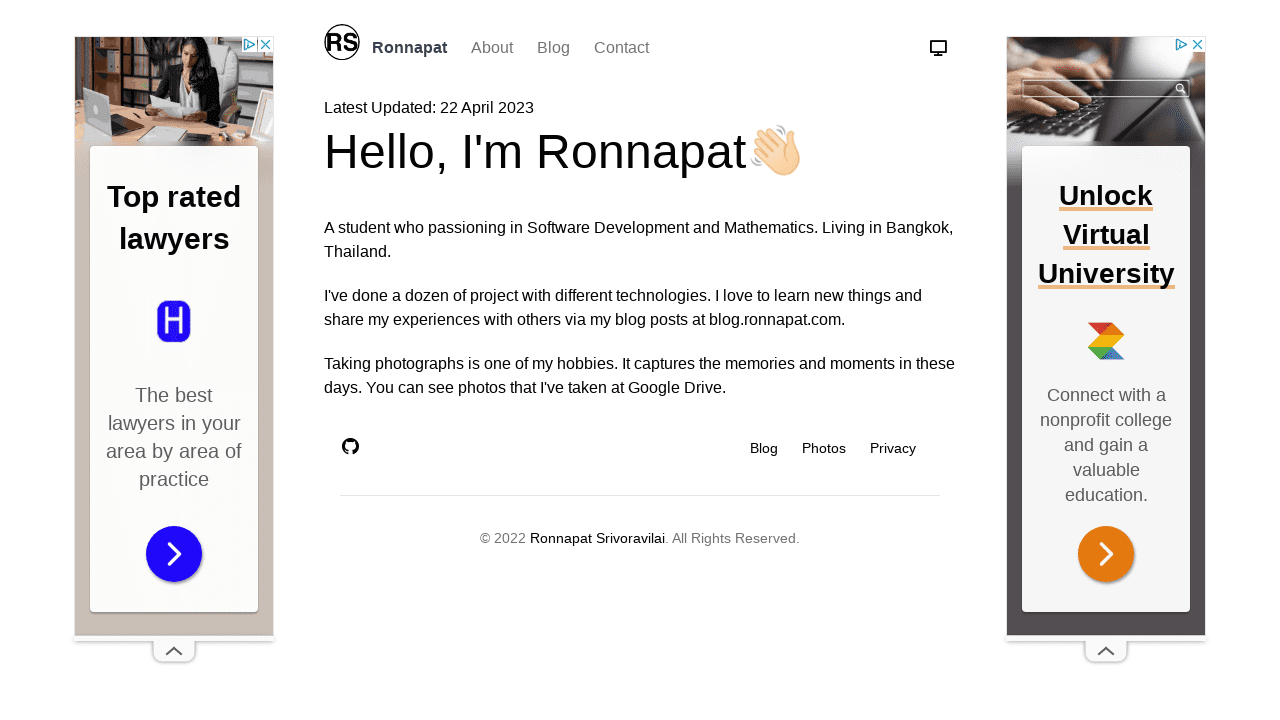 RS
Ronnapat About Blog Contact
Latest Updated: 22 April 2023
Hello, I'm Ronnapat👋🏻
A student who passioning in Software Development and Mathematics. Living in Bangkok,
Thailand.
I've done a dozen of project with different technologies. I love to learn new things and
share my experiences with others via my blog posts at blog.ronnapat.com.
Taking photographs is one of my hobbies. It captures the memories and moments in these
days. You can see photos that I've taken at Google Drive.
Blog Photos Privacy
© 2022 Ronnapat Srivoravilai. All Rights Reserved.
Top rated
lawyers
H
The best
lawyers in your
area by area of
practice
Unlock
Virtual
University
Connect with a
nonprofit college
and gain a
valuable
education.